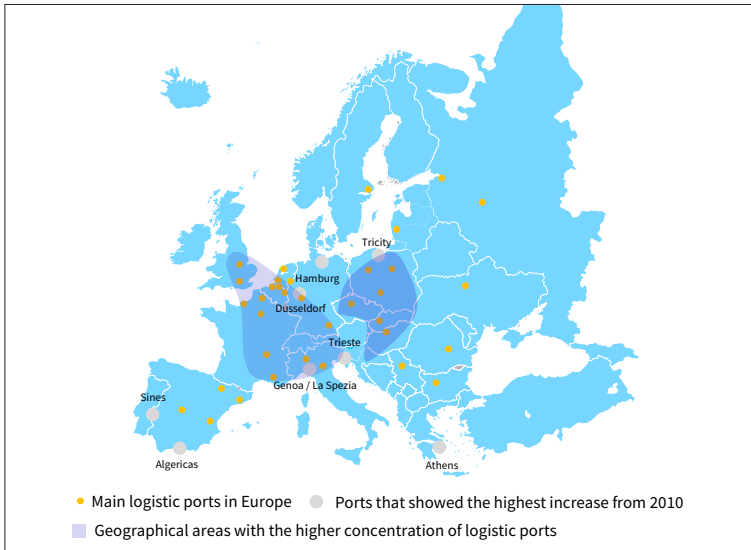 Tricity
Hamburg
Dusseldorf
Trieste
Genoa / La Spezia
Sines
Algericas
Athens
Main logistic ports in Europe
Ports that showed the highest increase from 2010
Geographical areas with the higher concentration of logistic ports